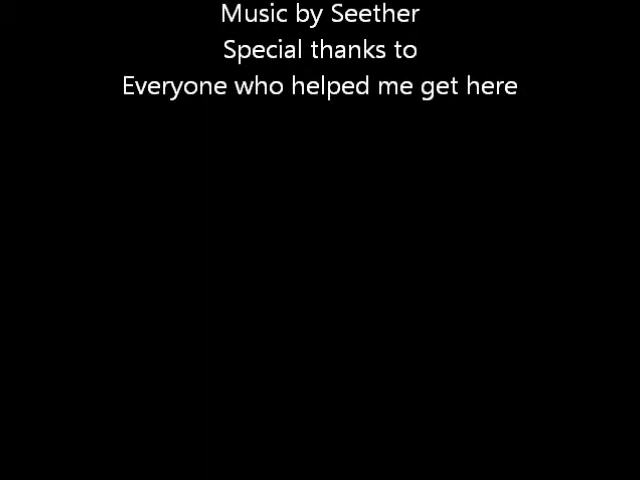 Music by Seether
Special thanks to
Everyone who helped me get here